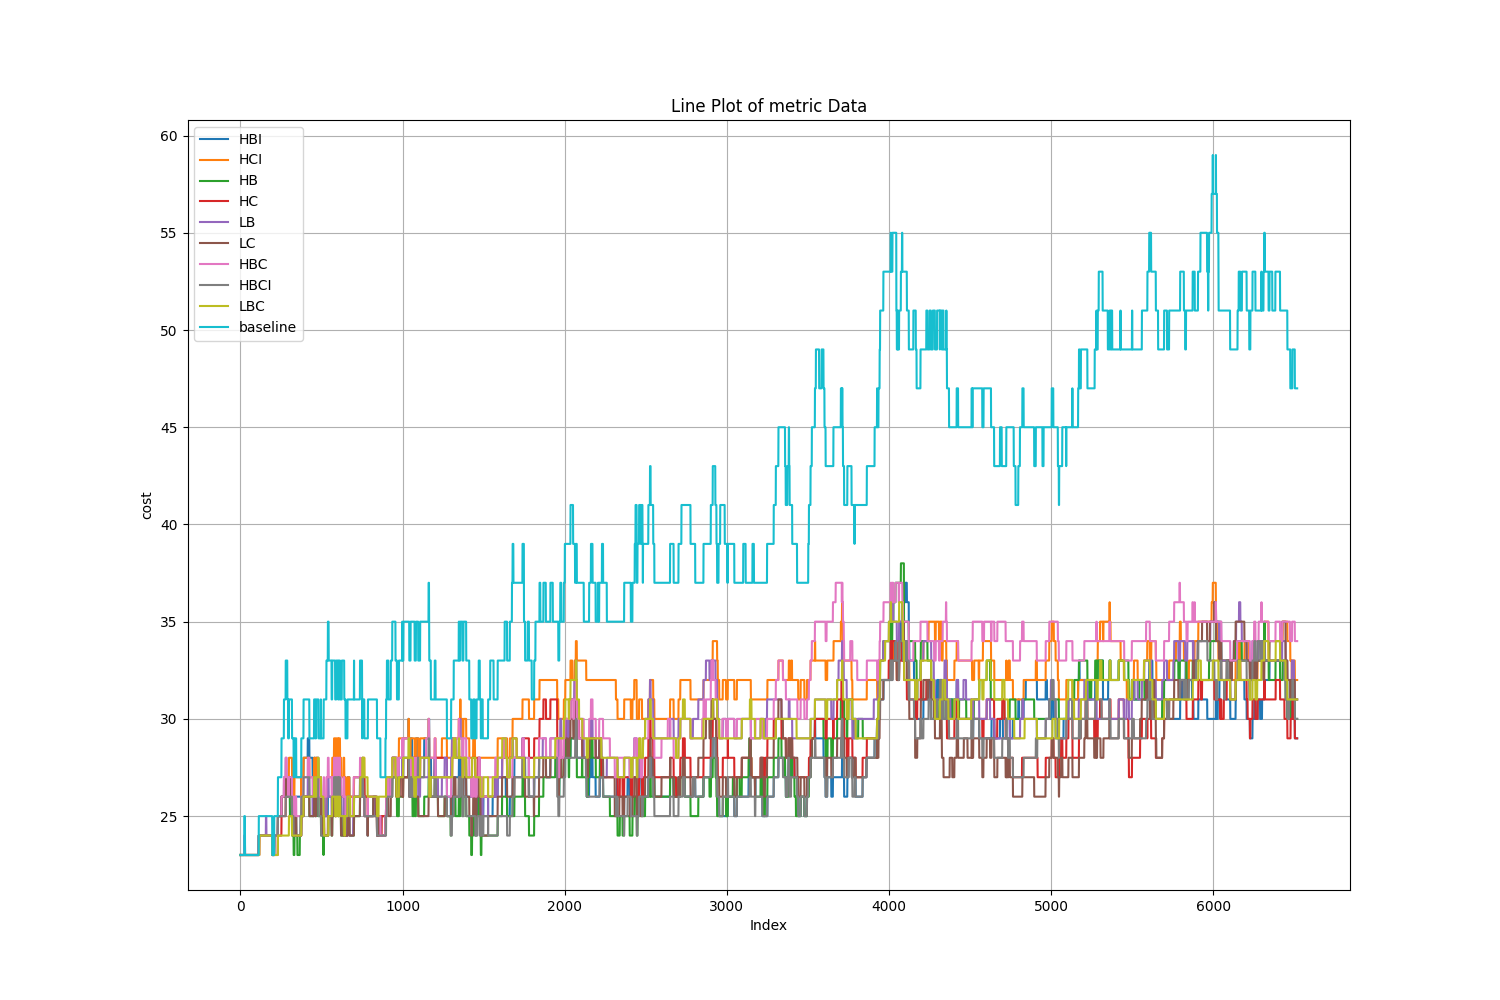 Line Plot of metric Data
HBI
HCI
HB
HC
LB
LC
HBC
HBCI
LBC
baseline
60
55
50
45
40
35
30
25
cost
0 1000 2000 3000 4000 5000 6000
Index